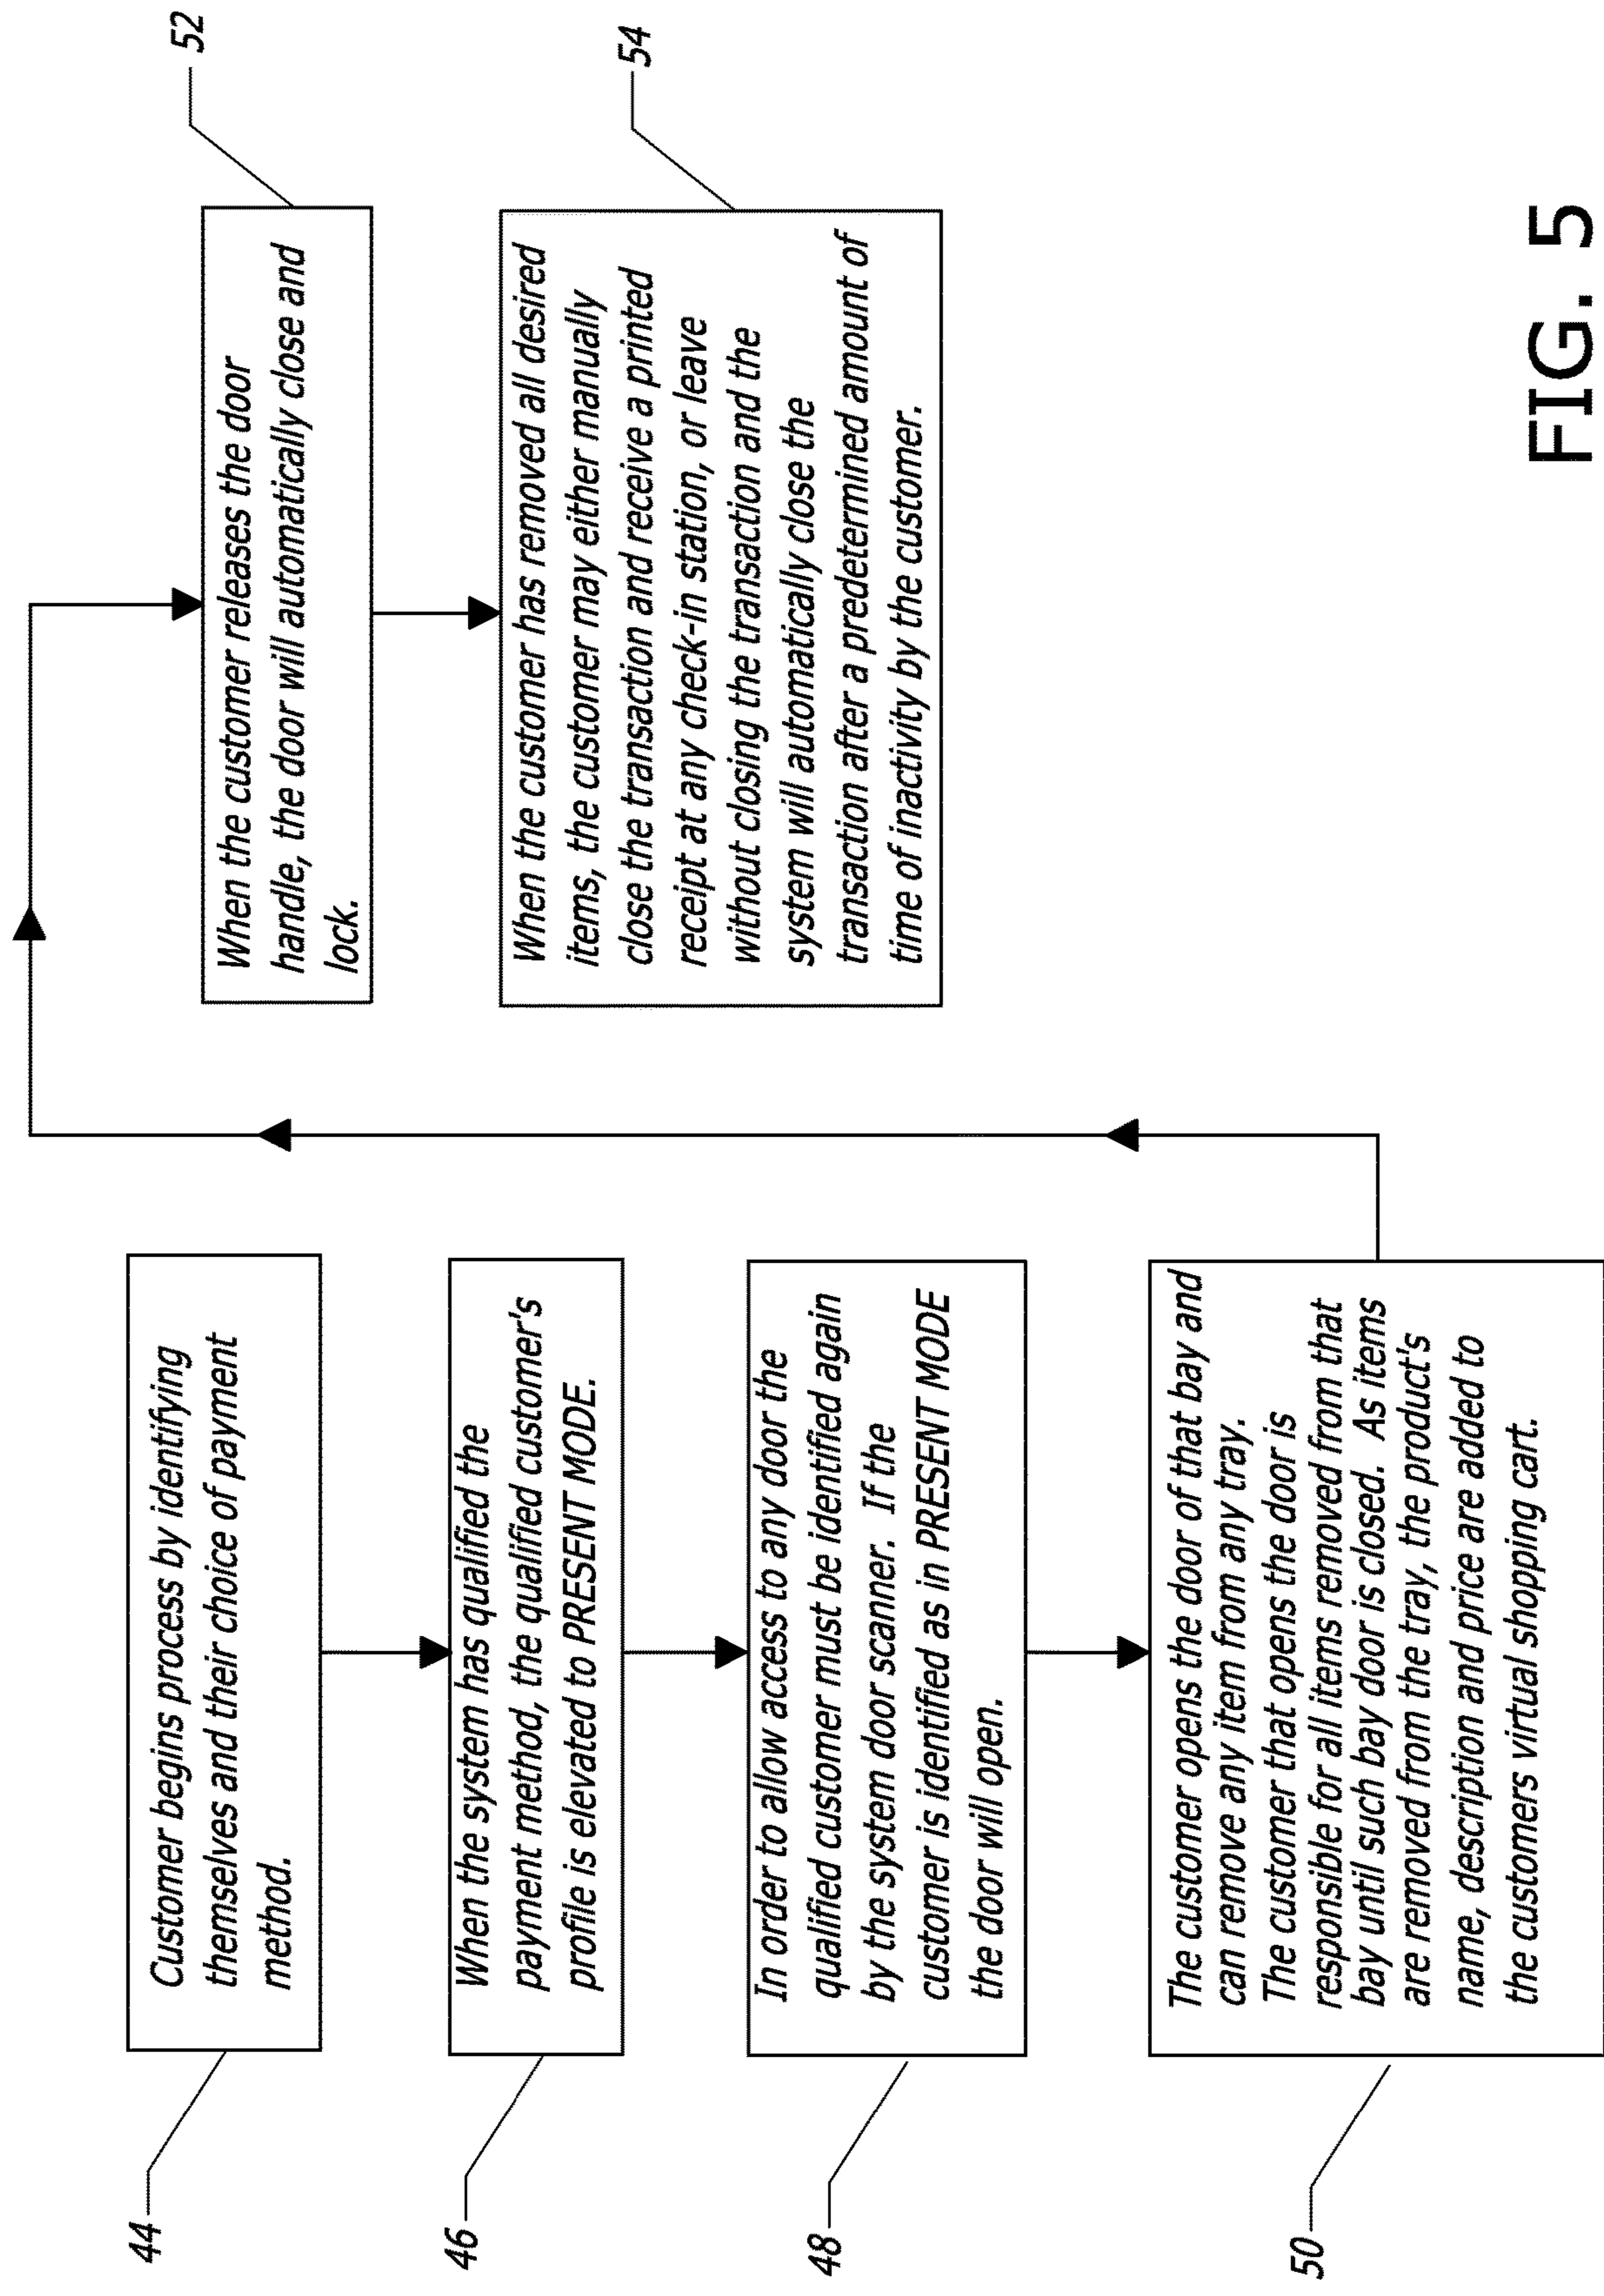 44
Customer begins process by identifying
themselves and their choice of payment
method.
46
When the system has qualified the
payment method, the qualified customer's
profile is elevated to PRESENT MODE.
48
In order to allow access to any door the
qualified customer must be identified again
by the system door scanner. If the
customer is identified as in PRESENT MODE
the door will open.
50
The customer opens the door of that bay and
can remove any item from any tray.
The customer that opens the door is
responsible for all items removed from that
bay until such bay door is closed. As items
are removed from the tray, the product's
name, description and price are added to
the customers virtual shopping cart.
52
When the customer releases the door
handle, the door will automatically close and
lock.
54
When the customer has removed all desired
items, the customer may either manually
close the transaction and receive a printed
receipt at any check-in station, or leave
without closing the transaction and the
system will automatically close the
transaction after a predetermined amount of
time of inactivity by the customer.
FIG. 5